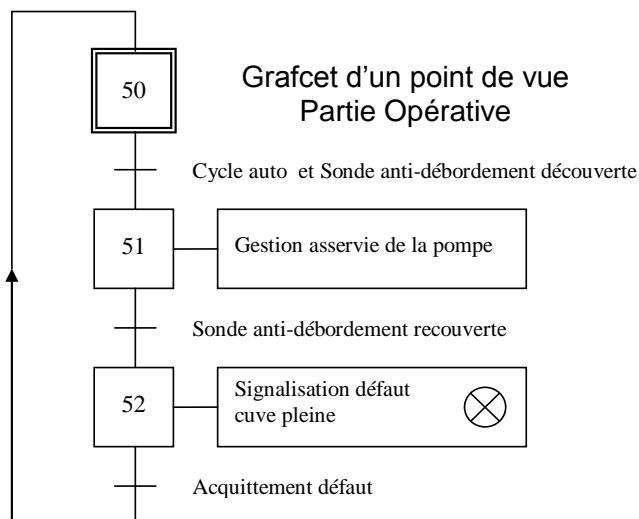 Grafcet d'un point de vue
Partie Opérative
50
Cycle auto et Sonde anti-débordement découverte
51
Gestion asservie de la pompe
Sonde anti-débordement recouverte
52
Signalisation défaut
cuve pleine
Acquittement défaut